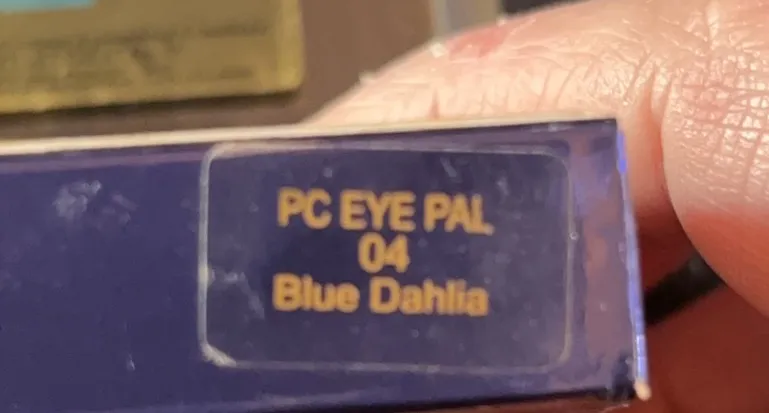 PC EYE PAL
04
Blue Dahlia